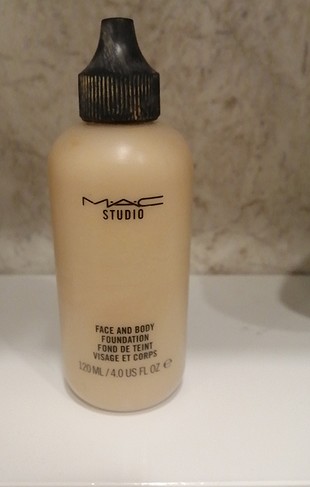 MAC
STUDIO
FACE AND BODY
FOUNDATION
FOND DE TEINT
VISAGE ET CORPS
120 ML / 4.0 US FL OZ ℮